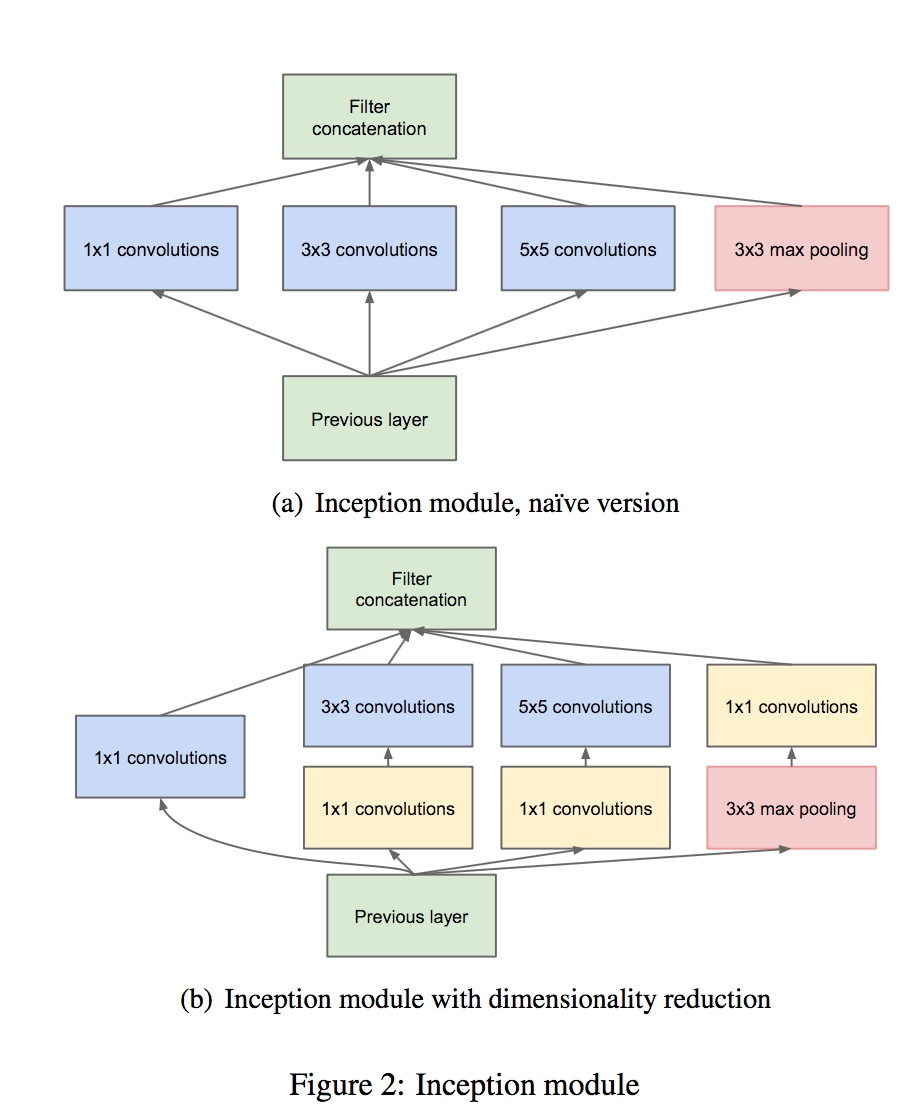 Filter
concatenation
1x1 convolutions
3x3 convolutions
5x5 convolutions
3x3 max pooling
Previous layer
(a) Inception module, naïve version
Filter
concatenation
3x3 convolutions
5x5 convolutions
1x1 convolutions
1x1 convolutions
1x1 convolutions
1x1 convolutions
3x3 max pooling
Previous layer
(b) Inception module with dimensionality reduction
Figure 2: Inception module